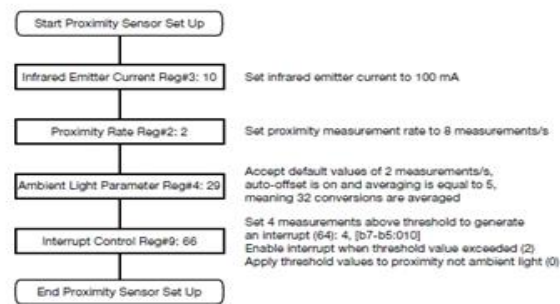 Start Proximity Sensor Set Up
Infrared Emitter Current Reg#3: 10
Set infrared emitter current to 100 mA
Proximity Rate Reg#2: 2
Set proximity measurement rate to 8 measurements/s
Ambient Light Parameter Reg#4: 29
Accept default values of 2 measurements/s,
auto-offset is on and averaging is equal to 5,
meaning 32 conversions are averaged
Interrupt Control Reg#9: 66
Set 4 measurements above threshold to generate
an interrupt (64): 4, [b7-b5:010]
Enable interrupt when threshold value exceeded (2)
Apply threshold values to proximity not ambient light (0)
End Proximity Sensor Set Up